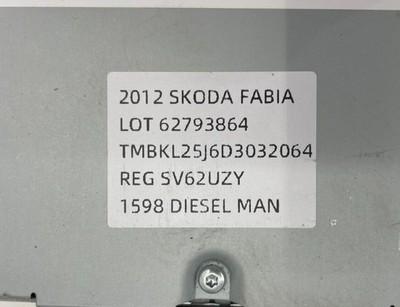 2012 SKODA FABIA
LOT 62793864
TMBKL25J6D3032064
REG SV62UZY
1598 DIESEL MAN